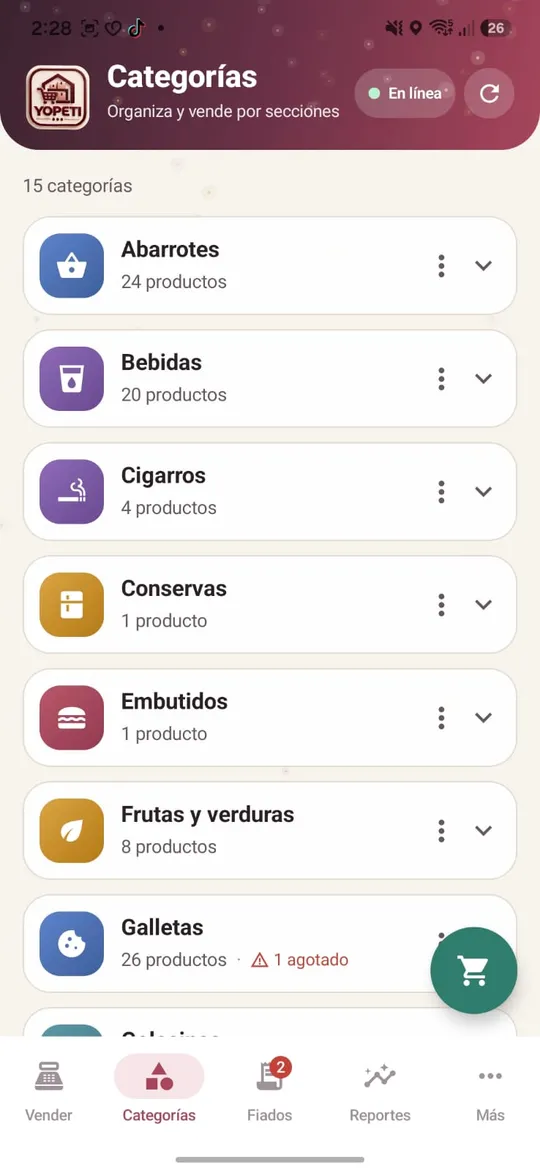 2:28
5
26
YOPETI
Categorías
Organiza y vende por secciones
En línea
15 categorías
Abarrotes
24 productos
Bebidas
20 productos
Cigarros
4 productos
Conservas
1 producto
Embutidos
1 producto
Frutas y verduras
8 productos
Galletas
26 productos · 1 agotado
Vender
Categorías
2
Fiados
Reportes
Más